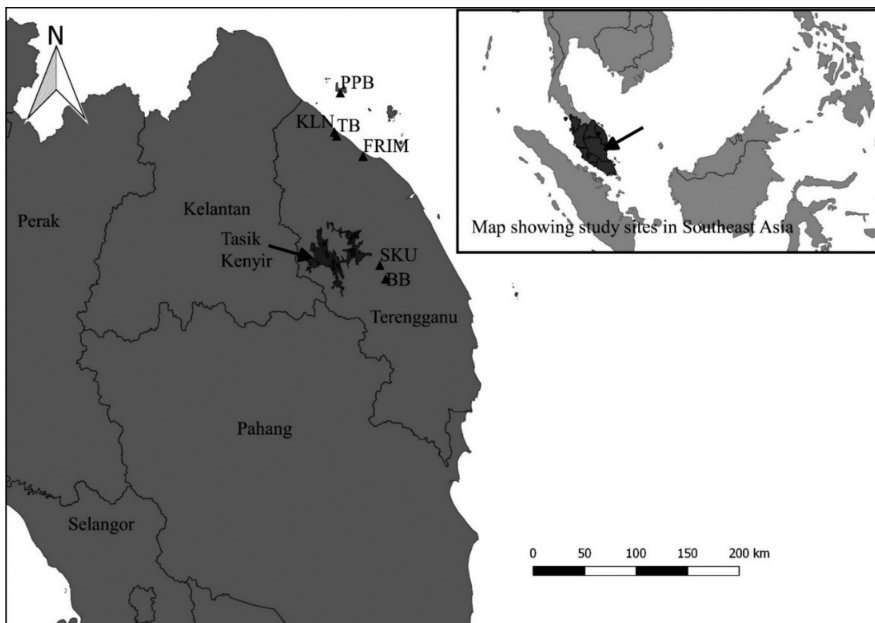 N
PPB
KLN TB
FRIM
Kelantan
Perak
Tasik
Kenyir
SKU
BB
Terengganu
Pahang
Selangor
Map showing study sites in Southeast Asia
0 50 100 150 200 km